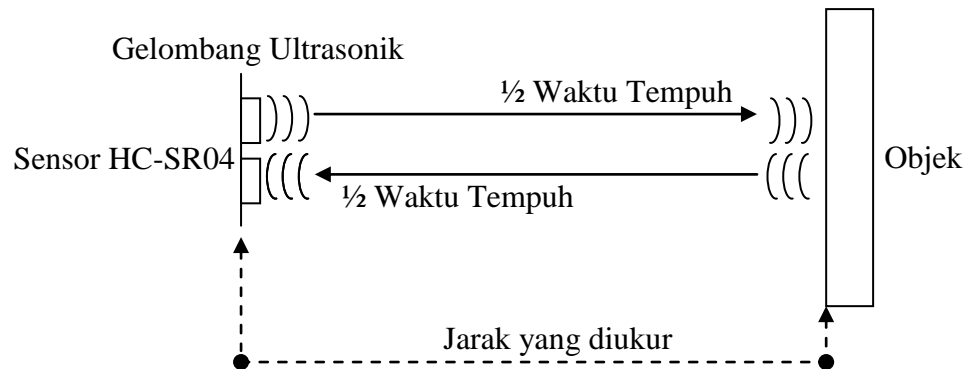 Gelombang Ultrasonik
½ Waktu Tempuh
Sensor HC-SR04
Objek
½ Waktu Tempuh
Jarak yang diukur